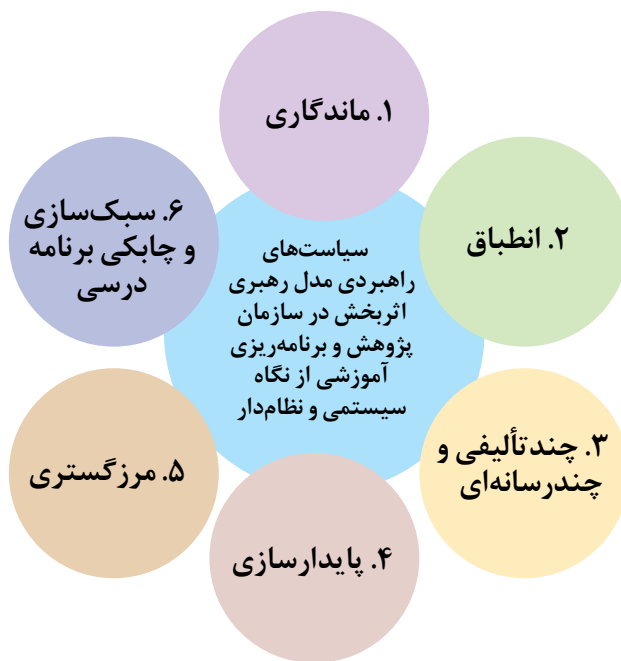 ۱. ماندگاری
۲. انطباق
۳. چندتألیفی و
چندرسانه‌ای
۴. پایدارسازی
۵. مرزگستری
۶. سبک‌سازی
و چابکی برنامه
درسی
سیاست‌های
راهبردی مدل رهبری
اثربخش در سازمان
پژوهش و برنامه‌ریزی
آموزشی از نگاه
سیستمی و نظام‌دار